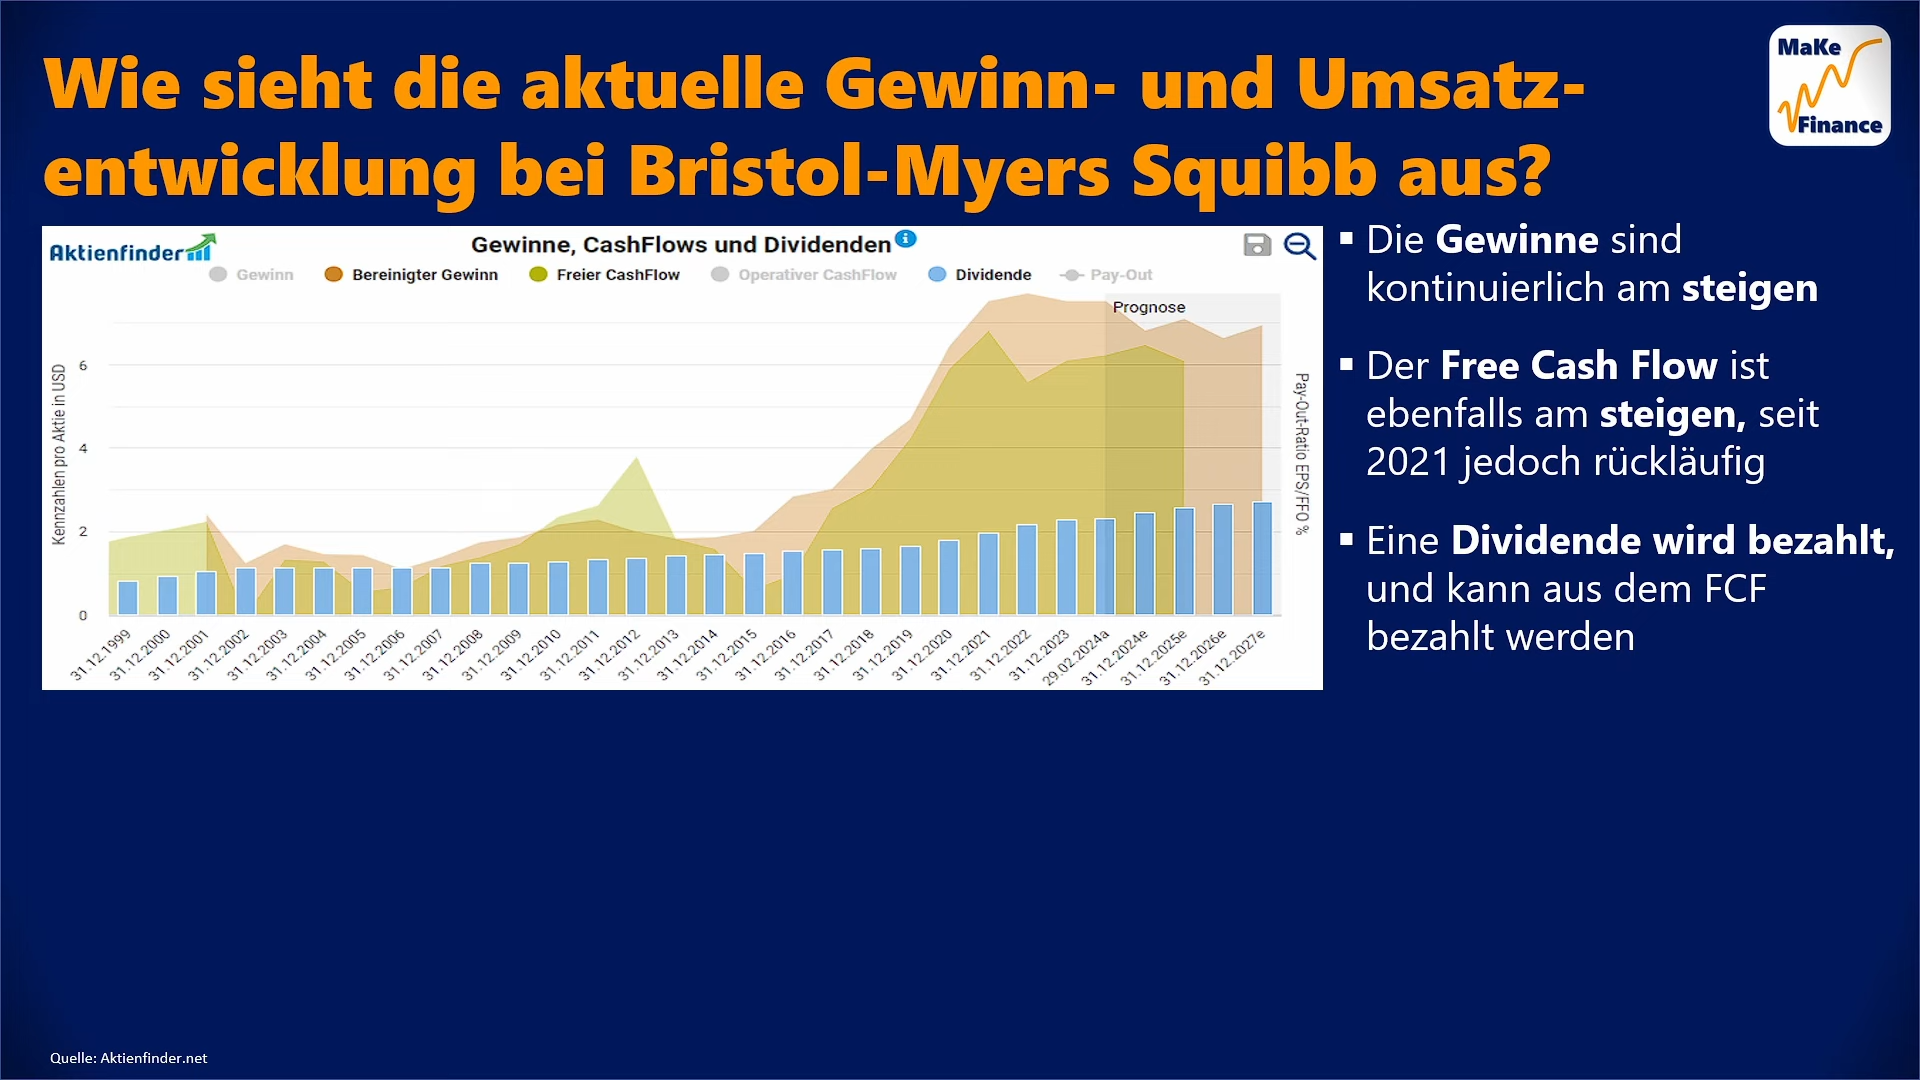 Wie sieht die aktuelle Gewinn- und Umsatz-
entwicklung bei Bristol-Myers Squibb aus?
MaKe
Finance
Aktienfinder
Gewinne, CashFlows und Dividenden
Gewinn
Bereinigter Gewinn
Freier CashFlow
Operativer CashFlow
Dividende
Pay-Out
Prognose
Kennzahlen pro Aktie in USD
6
4
2
0
Pay-Out-Ratio EPS/FFO %
31.12.1999
31.12.2000
31.12.2001
31.12.2002
31.12.2003
31.12.2004
31.12.2005
31.12.2006
31.12.2007
31.12.2008
31.12.2009
31.12.2010
31.12.2011
31.12.2012
31.12.2013
31.12.2014
31.12.2015
31.12.2016
31.12.2017
31.12.2018
31.12.2019
31.12.2020
31.12.2021
31.12.2022
31.12.2023
29.02.2024a
31.12.2024e
31.12.2025e
31.12.2026e
31.12.2027e
▪ Die Gewinne sind
kontinuierlich am steigen
▪ Der Free Cash Flow ist
ebenfalls am steigen, seit
2021 jedoch rückläufig
▪ Eine Dividende wird bezahlt,
und kann aus dem FCF
bezahlt werden
Quelle: Aktienfinder.net